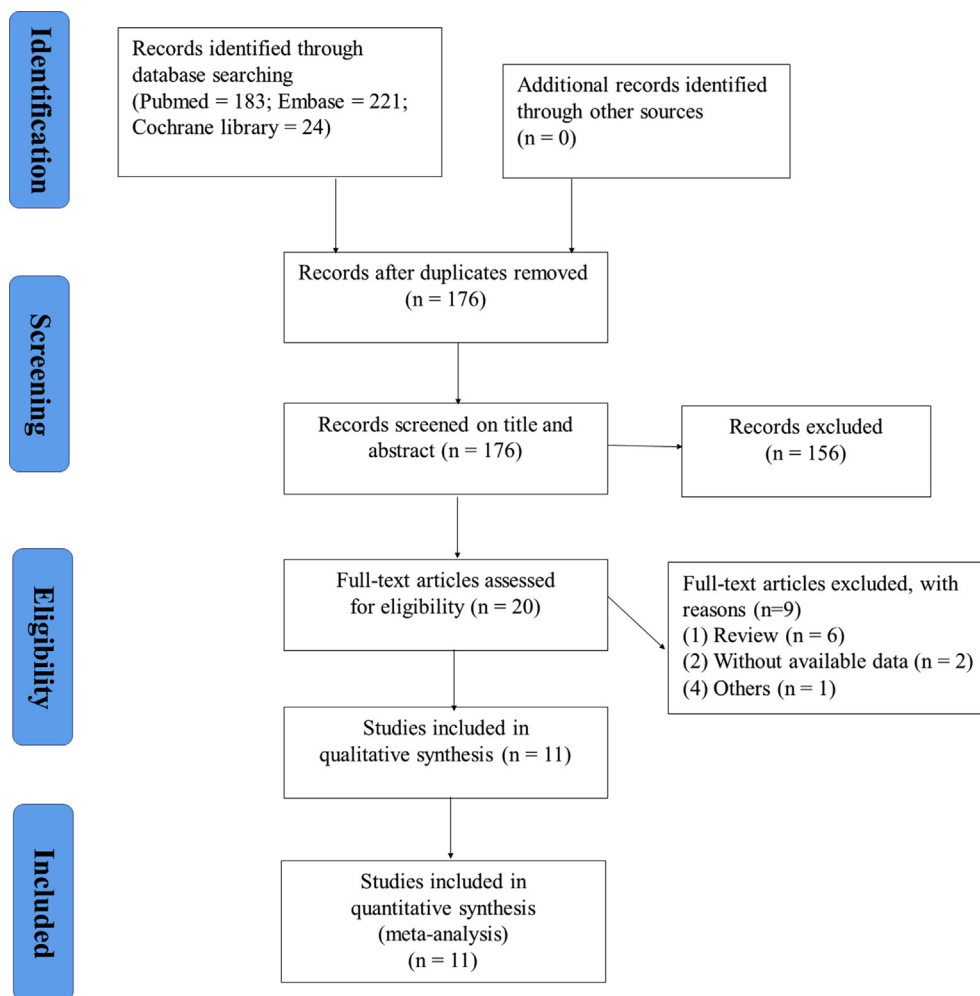 Identification
Records identified through
database searching
(Pubmed = 183; Embase = 221;
Cochrane library = 24)
Additional records identified
through other sources
(n = 0)
Screening
Records after duplicates removed
(n = 176)
Records screened on title and
abstract (n = 176)
Records excluded
(n = 156)
Eligibility
Full-text articles assessed
for eligibility (n = 20)
Full-text articles excluded, with
reasons (n=9)
(1) Review (n = 6)
(2) Without available data (n = 2)
(4) Others (n = 1)
Studies included in
qualitative synthesis (n = 11)
Included
Studies included in
quantitative synthesis
(meta-analysis)
(n = 11)